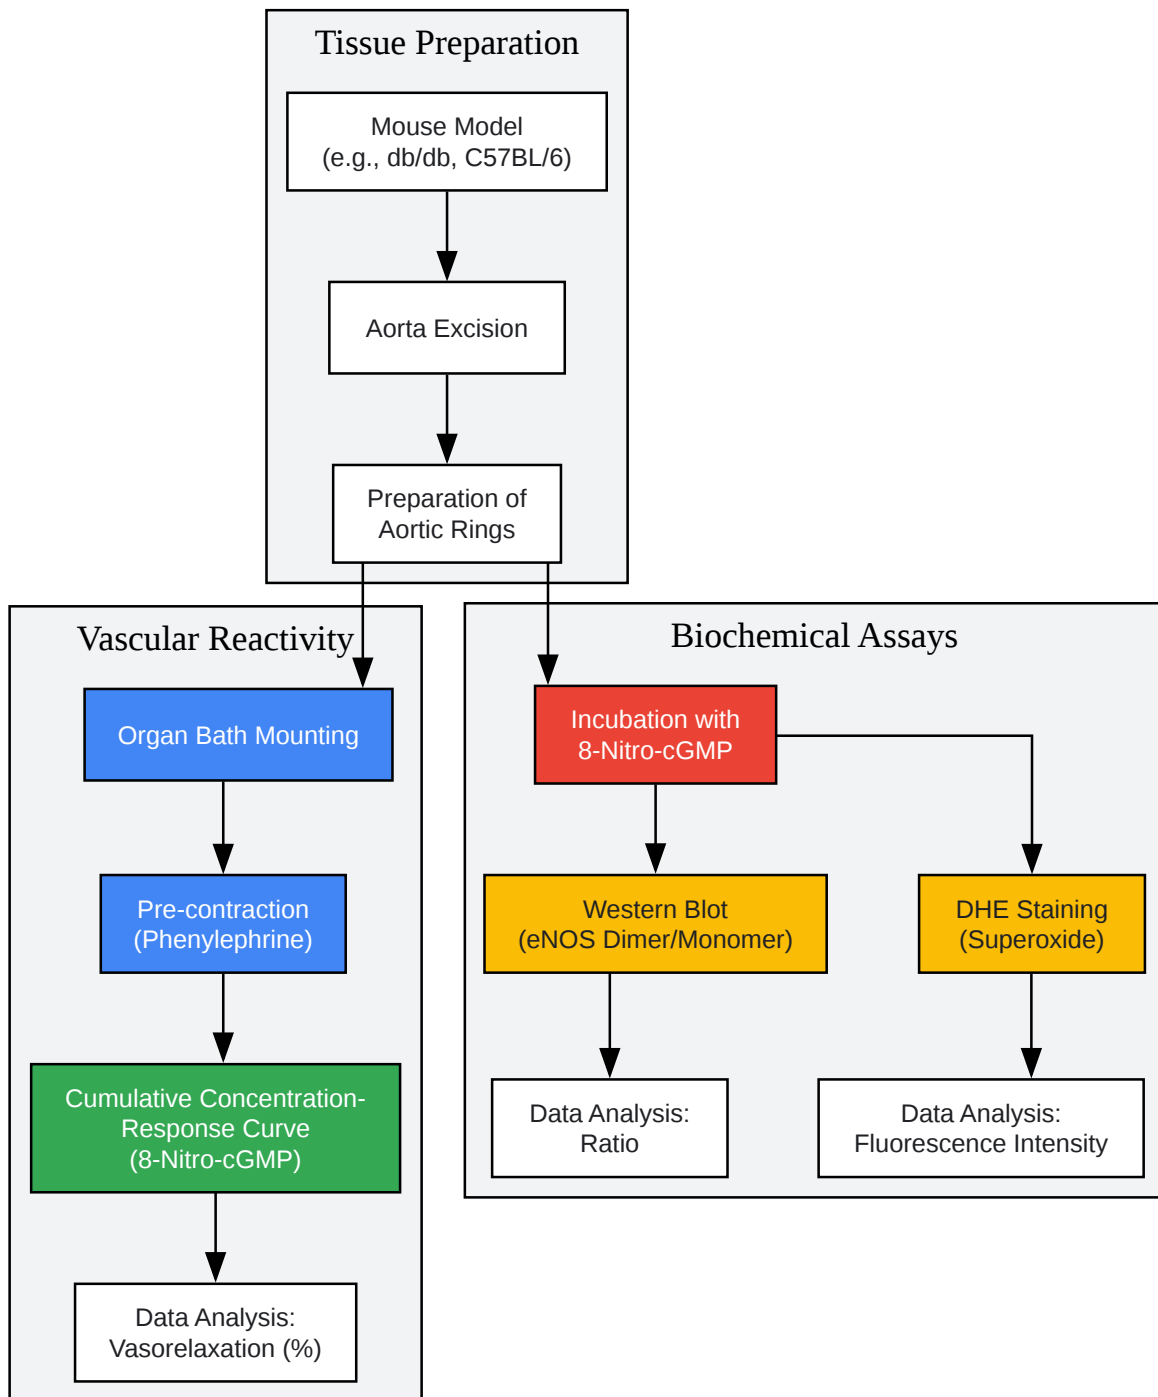 Tissue Preparation
Mouse Model
(e.g., db/db, C57BL/6)
Aorta Excision
Preparation of
Aortic Rings
Vascular Reactivity
Organ Bath Mounting
Pre-contraction
(Phenylephrine)
Cumulative Concentration-
Response Curve
(8-Nitro-cGMP)
Data Analysis:
Vasorelaxation (%)
Biochemical Assays
Incubation with
8-Nitro-cGMP
Western Blot
(eNOS Dimer/Monomer)
Data Analysis:
Ratio
DHE Staining
(Superoxide)
Data Analysis:
Fluorescence Intensity